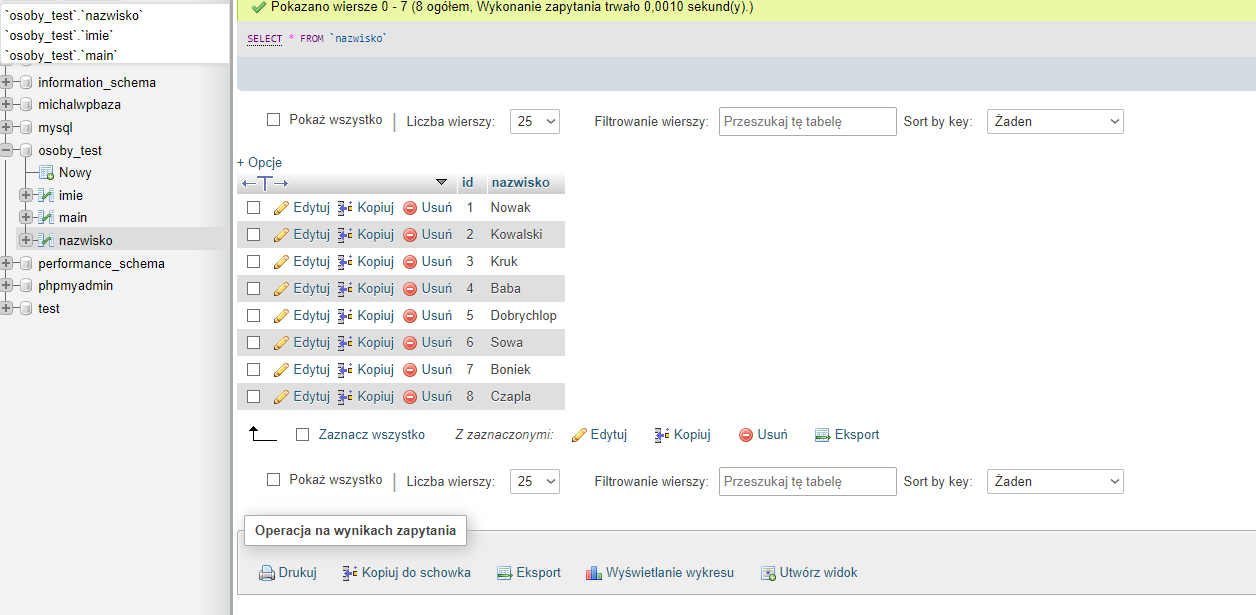 `osoby_test`.`nazwisko`
`osoby_test`.`imie`
`osoby_test`.`main`
information_schema
michalwpbaza
mysql
osoby_test
Nowy
imie
main
nazwisko
performance_schema
phpmyadmin
test
Pokazano wiersze 0 - 7 (8 ogółem, Wykonanie zapytania trwało 0,0010 sekund(y).)
SELECT * FROM `nazwisko`
Pokaż wszystko | Liczba wierszy: 25 Filtrowanie wierszy: Przeszukaj tę tabelę Sort by key: Żaden
+ Opcje
←T→ id nazwisko
Edytuj Kopiuj Usuń 1 Nowak
Edytuj Kopiuj Usuń 2 Kowalski
Edytuj Kopiuj Usuń 3 Kruk
Edytuj Kopiuj Usuń 4 Baba
Edytuj Kopiuj Usuń 5 Dobrychlop
Edytuj Kopiuj Usuń 6 Sowa
Edytuj Kopiuj Usuń 7 Boniek
Edytuj Kopiuj Usuń 8 Czapla
Zaznacz wszystko Z zaznaczonymi: Edytuj Kopiuj Usuń Eksport
Pokaż wszystko | Liczba wierszy: 25 Filtrowanie wierszy: Przeszukaj tę tabelę Sort by key: Żaden
Operacja na wynikach zapytania
Drukuj Kopiuj do schowka Eksport Wyświetlanie wykresu Utwórz widok